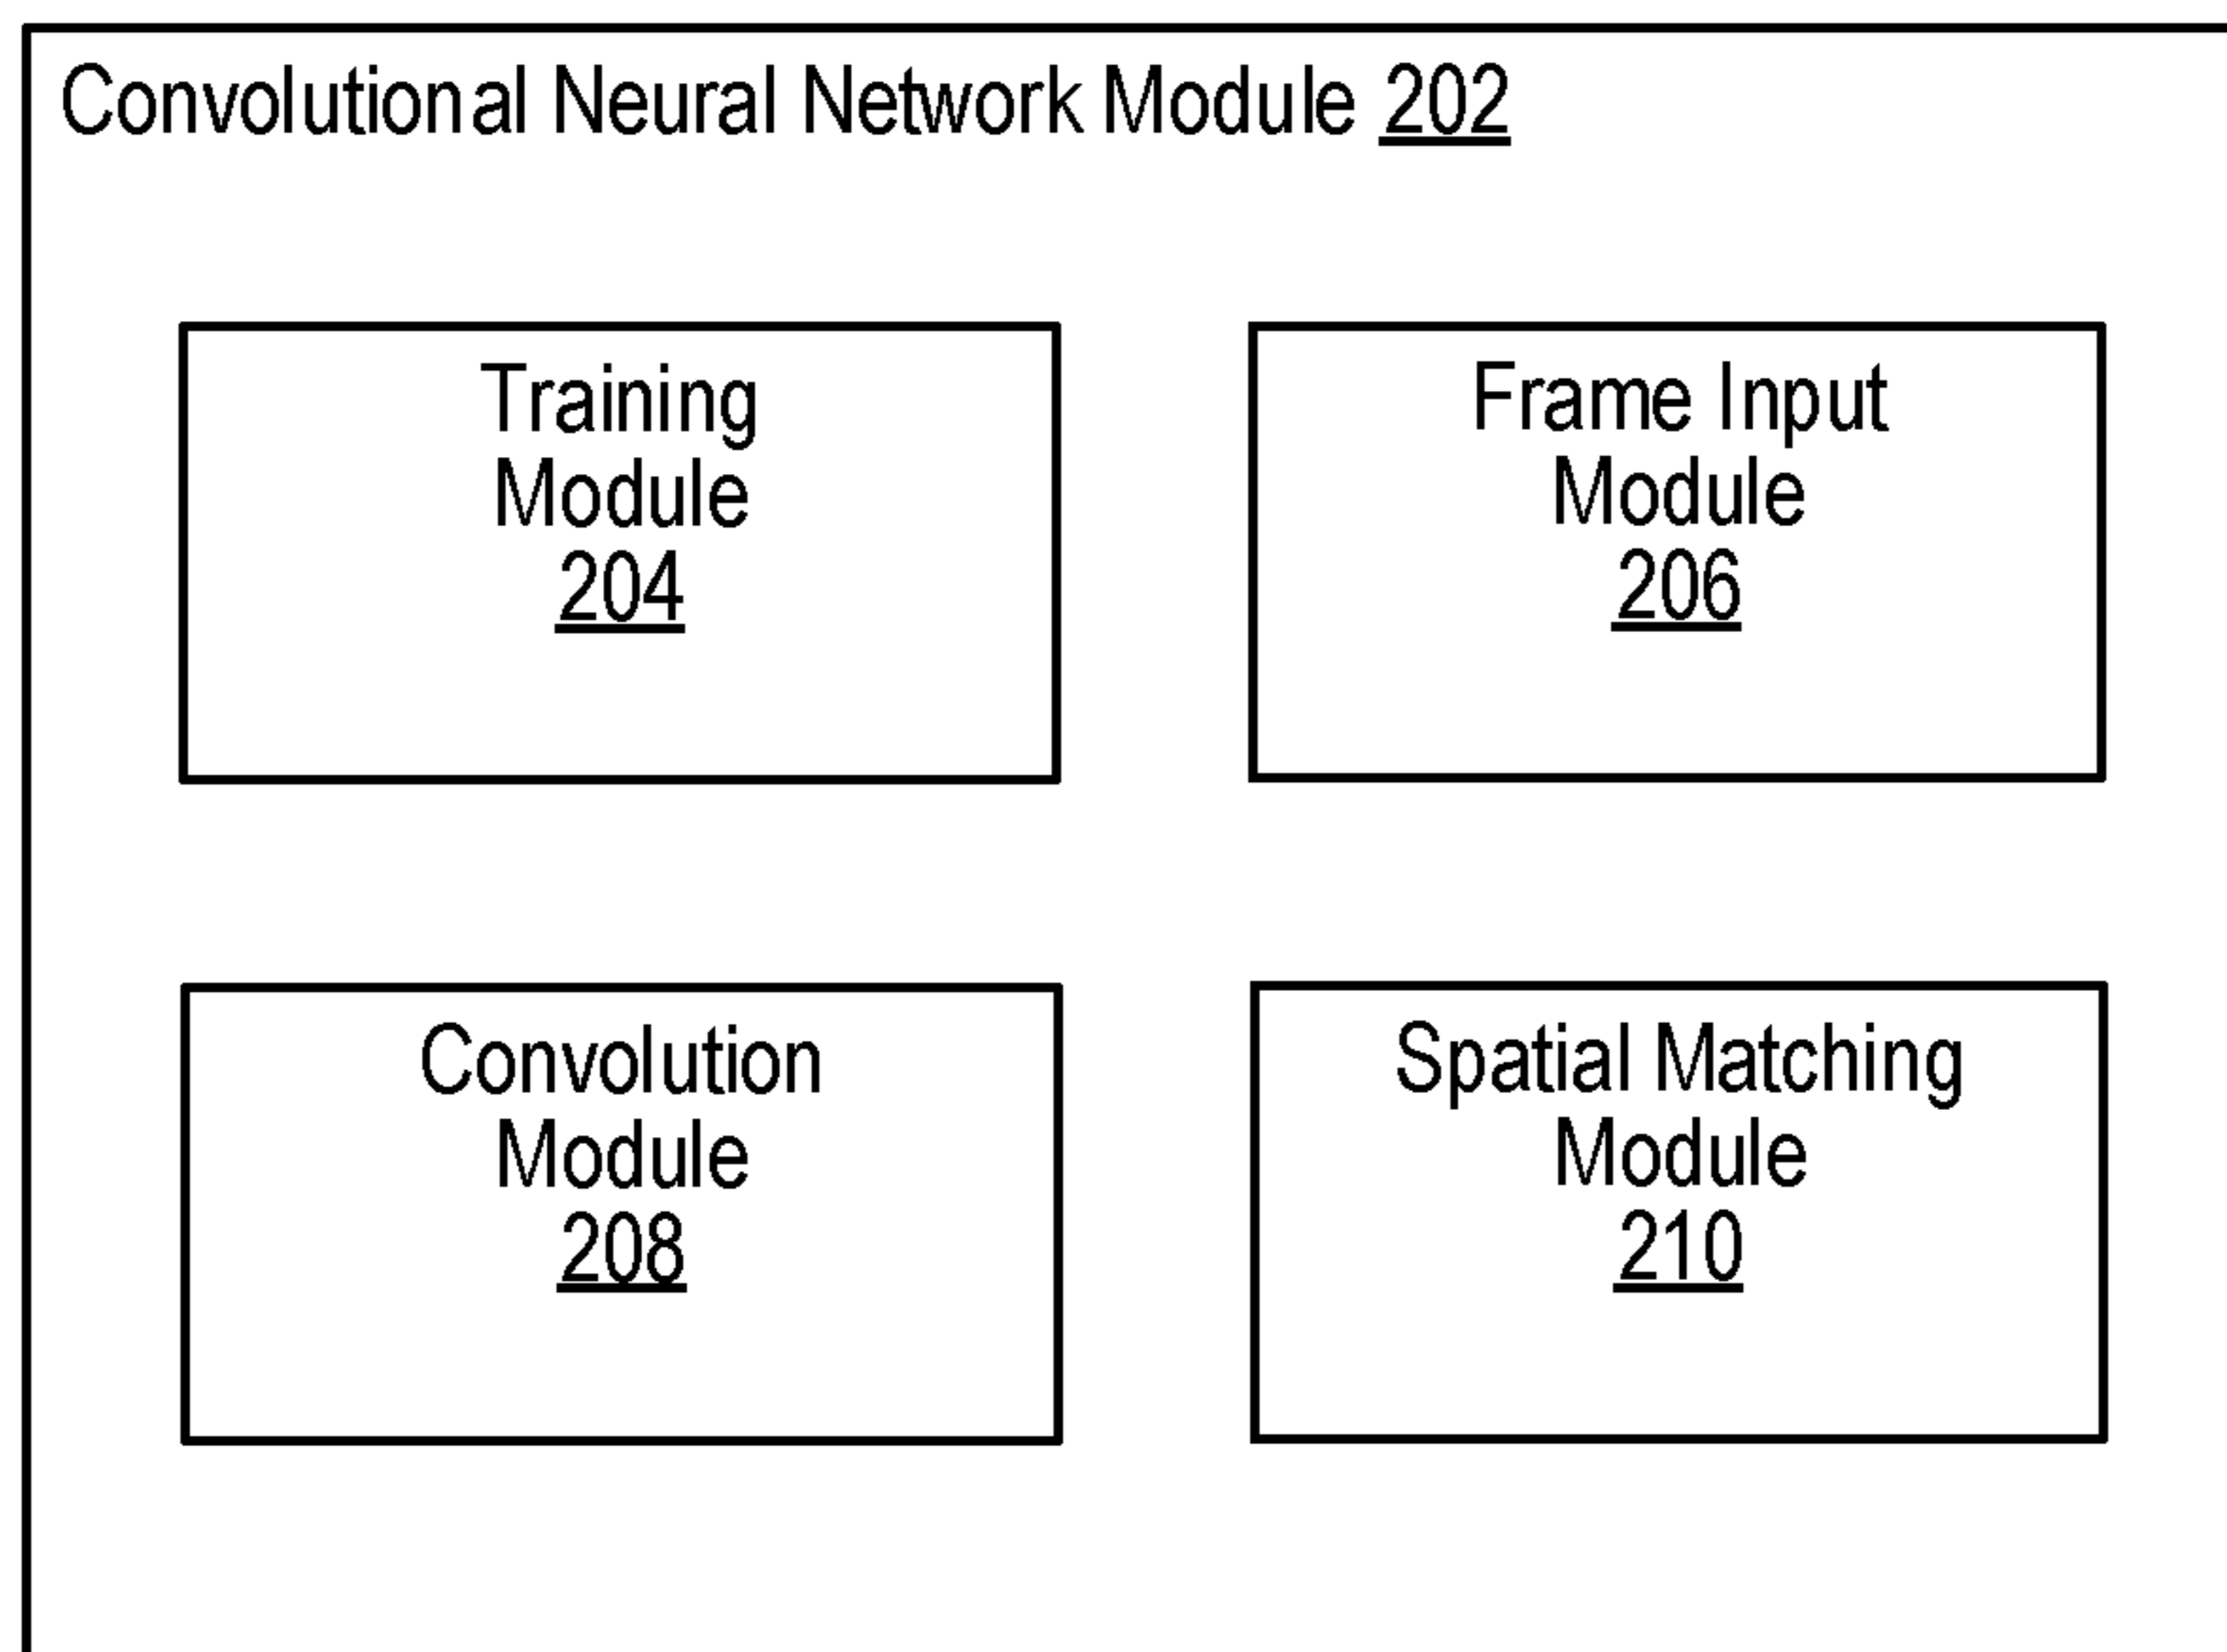 Convolutional Neural Network Module 202
Training
Module
204
Frame Input
Module
206
Convolution
Module
208
Spatial Matching
Module
210